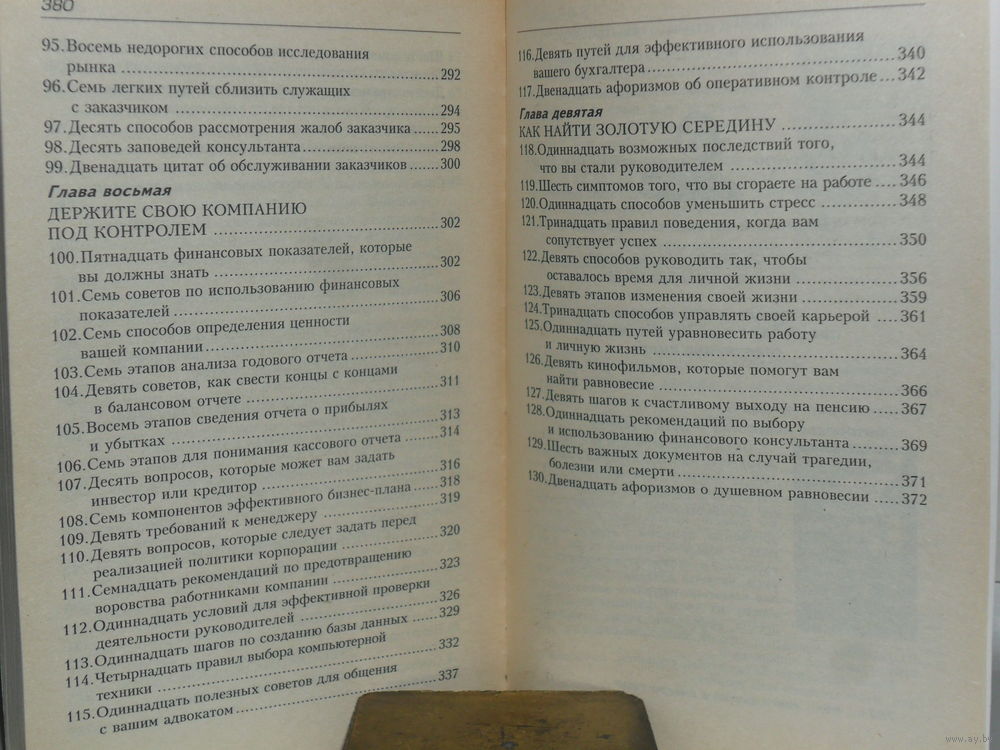 380
95.Восемь недорогих способов исследования
рынка ........ 292
96.Семь легких путей сблизить служащих
с заказчиком ........ 294
97.Десять способов рассмотрения жалоб заказчика ..... 295
98.Десять заповедей консультанта ........ 298
99.Двенадцать цитат об обслуживании заказчиков ....... 300
Глава восьмая
ДЕРЖИТЕ СВОЮ КОМПАНИЮ
ПОД КОНТРОЛЕМ ........ 302
100.Пятнадцать финансовых показателей, которые
вы должны знать ........ 302
101.Семь советов по использованию финансовых
показателей ........ 306
102.Семь способов определения ценности
вашей компании ........ 308
103.Семь этапов анализа годового отчета ........ 310
104.Девять советов, как свести концы с концами
в балансовом отчете ........ 311
105.Восемь этапов сведения отчета о прибылях
и убытках ........ 313
106.Семь этапов для понимания кассового отчета ...... 314
107.Десять вопросов, которые может вам задать
инвестор или кредитор ........ 316
108.Семь компонентов эффективного бизнес-плана ..... 318
109.Девять требований к менеджеру ........ 319
110.Девять вопросов, которые следует задать перед
реализацией политики корпорации ........ 320
111.Семнадцать рекомендаций по предотвращению
воровства работниками компании ........ 323
112.Одиннадцать условий для эффективной проверки
деятельности руководителей ........ 326
113.Одиннадцать шагов по созданию базы данных ...... 329
114.Четырнадцать правил выбора компьютерной
техники ........ 332
115.Одиннадцать полезных советов для общения
с вашим адвокатом ........ 337
116.Девять путей для эффективного использования
вашего бухгалтера ........ 340
117.Двенадцать афоризмов об оперативном контроле ... 342
Глава девятая
КАК НАЙТИ ЗОЛОТУЮ СЕРЕДИНУ ........ 344
118.Одиннадцать возможных последствий того,
что вы стали руководителем ........ 344
119.Шесть симптомов того, что вы сгораете на работе .... 346
120.Одиннадцать способов уменьшить стресс ........ 348
121.Тринадцать правил поведения, когда вам
сопутствует успех ........ 350
122.Девять способов руководить так, чтобы
оставалось время для личной жизни ........ 356
123.Девять этапов изменения своей жизни ........ 359
124.Тринадцать способов управлять своей карьерой .... 361
125.Одиннадцать путей уравновесить работу
и личную жизнь ........ 364
126.Девять кинофильмов, которые помогут вам
найти равновесие ........ 366
127.Девять шагов к счастливому выходу на пенсию ..... 367
128.Одиннадцать рекомендаций по выбору
и использованию финансового консультанта ........ 369
129.Шесть важных документов на случай трагедии,
болезни или смерти ........ 371
130.Двенадцать афоризмов о душевном равновесии ..... 372
www.ay.by